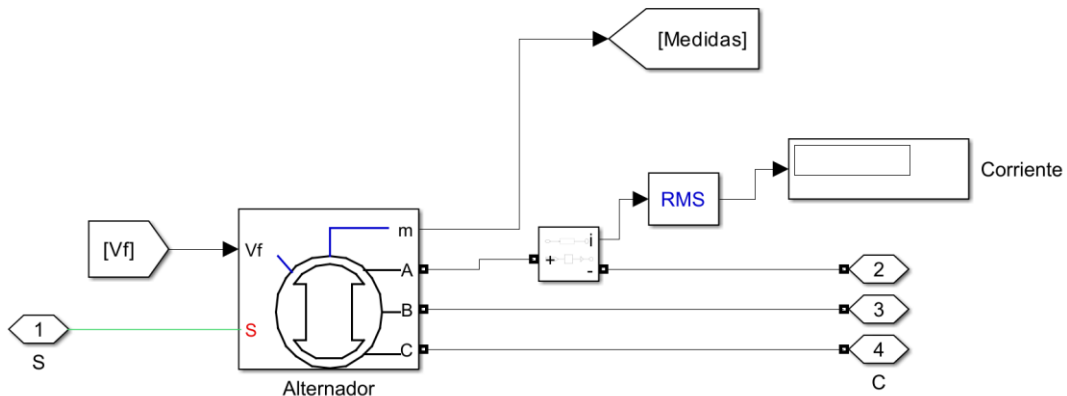 [Medidas]
Corriente
RMS
[Vf]
Vf
m
A
i
+
-
2
B
3
1
S
S
C
4
Alternador
C